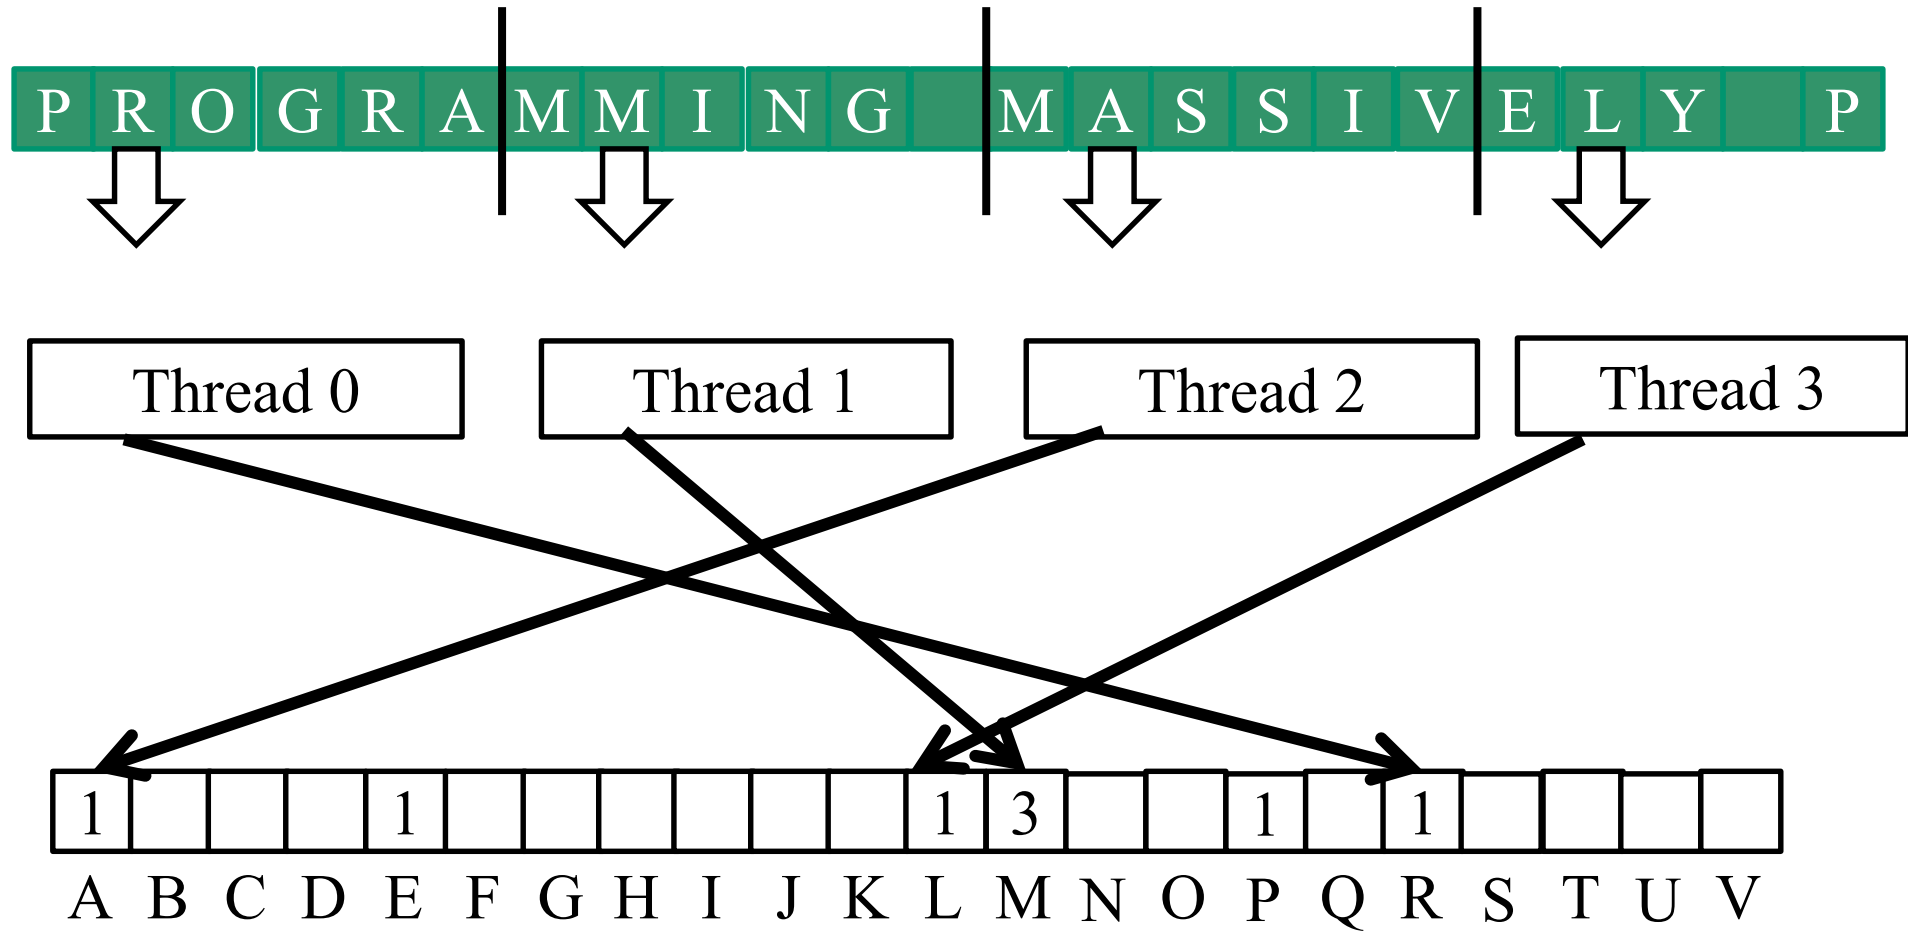 P R O G R A M M I N G M A S S I V E L Y P
Thread 0 Thread 1 Thread 2 Thread 3
1 1 1 3 1 1
A B C D E F G H I J K L M N O P Q R S T U V